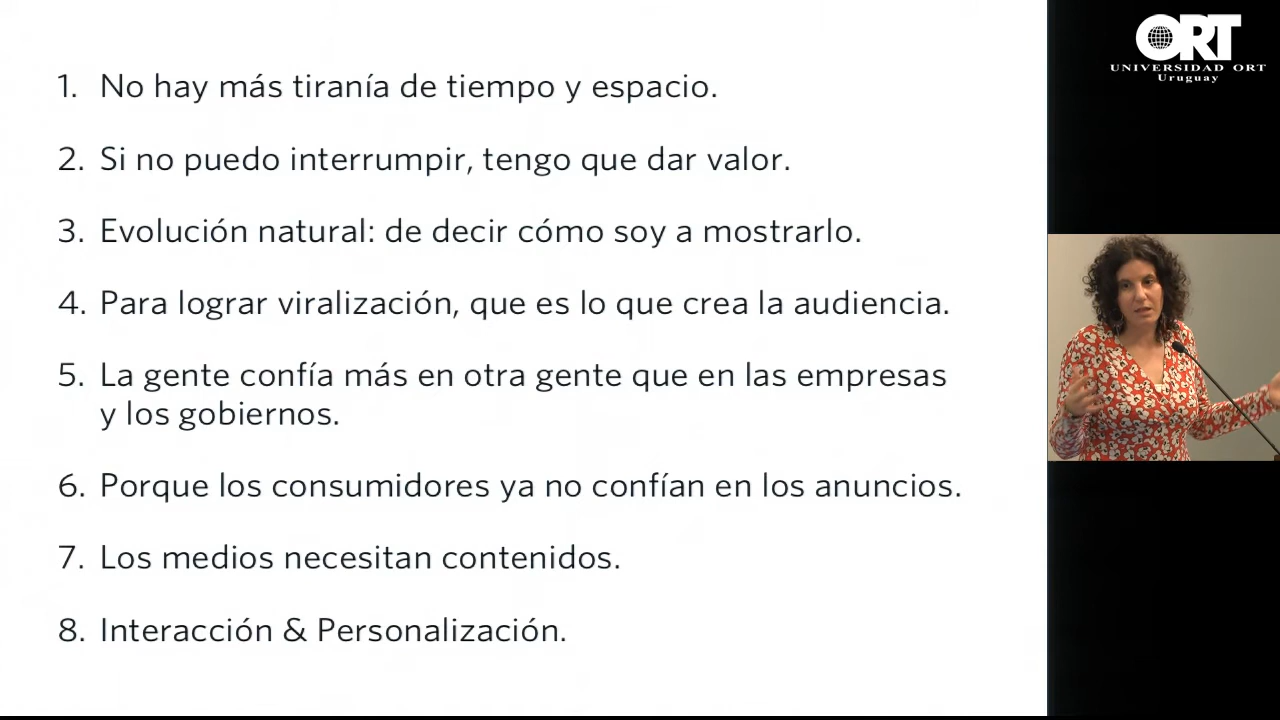 1. No hay más tiranía de tiempo y espacio.
2. Si no puedo interrumpir, tengo que dar valor.
3. Evolución natural: de decir cómo soy a mostrarlo.
4. Para lograr viralización, que es lo que crea la audiencia.
5. La gente confía más en otra gente que en las empresas
y los gobiernos.
6. Porque los consumidores ya no confían en los anuncios.
7. Los medios necesitan contenidos.
8. Interacción & Personalización.
ORT
UNIVERSIDAD ORT
Uruguay